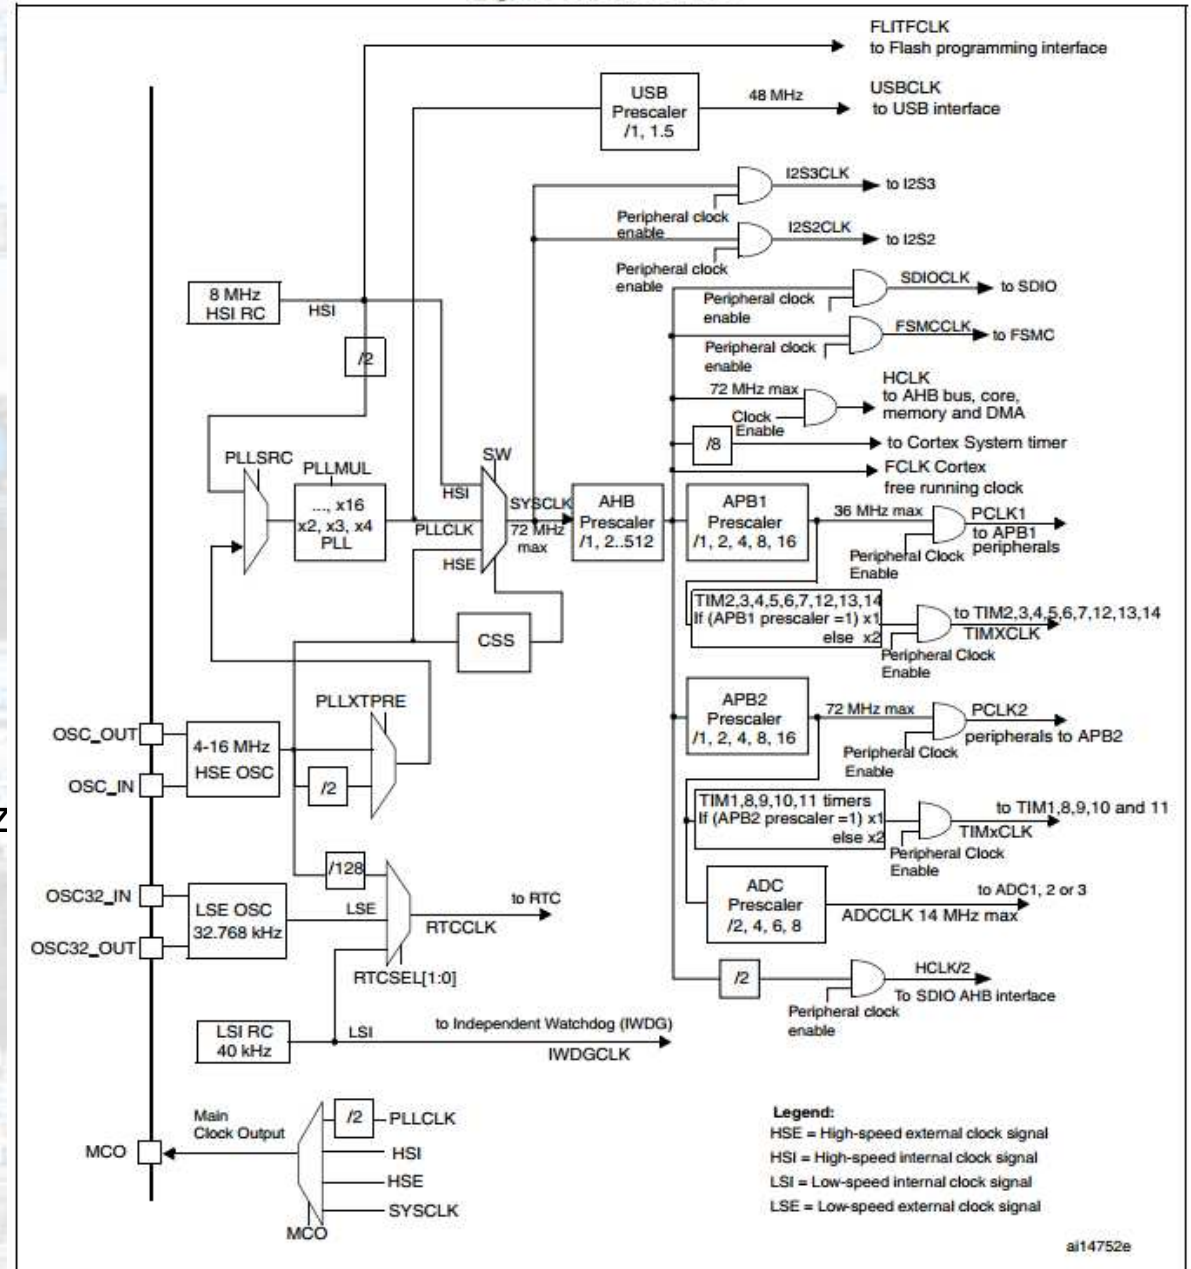 FLITFCLK
to Flash programming interface
USB
Prescaler
/1, 1.5
48 MHz
USBCLK
to USB interface
I2S3CLK
to I2S3
Peripheral clock
enable
I2S2CLK
to I2S2
Peripheral clock
enable
8 MHz
HSI RC
HSI
/2
SDIOCLK
to SDIO
Peripheral clock
enable
FSMCCLK
to FSMC
Peripheral clock
enable
72 MHz max
HCLK
to AHB bus, core,
memory and DMA
Clock
Enable
/8
to Cortex System timer
FCLK Cortex
free running clock
PLLSRC
PLLMUL
..., x16
x2, x3, x4
PLL
SW
HSI
PLLCLK
HSE
SYSCLK
72 MHz
max
AHB
Prescaler
/1, 2..512
APB1
Prescaler
/1, 2, 4, 8, 16
36 MHz max
PCLK1
to APB1
peripherals
Peripheral Clock
Enable
TIM2,3,4,5,6,7,12,13,14
If (APB1 prescaler =1) x1
else x2
to TIM2,3,4,5,6,7,12,13,14
TIMXCLK
Peripheral Clock
Enable
CSS
PLLXTPRE
OSC_OUT
OSC_IN
4-16 MHz
HSE OSC
/2
APB2
Prescaler
/1, 2, 4, 8, 16
72 MHz max
PCLK2
peripherals to APB2
Peripheral Clock
Enable
z
TIM1,8,9,10,11 timers
If (APB2 prescaler =1) x1
else x2
to TIM1,8,9,10 and 11
TIMxCLK
Peripheral Clock
Enable
/128
OSC32_IN
OSC32_OUT
LSE OSC
32.768 kHz
LSE
to RTC
RTCCLK
RTCSEL[1:0]
ADC
Prescaler
/2, 4, 6, 8
to ADC1, 2 or 3
ADCCLK 14 MHz max
/2
HCLK/2
To SDIO AHB interface
Peripheral clock
enable
LSI RC
40 kHz
LSI
to Independent Watchdog (IWDG)
IWDGCLK
Main
Clock Output
MCO
/2
PLLCLK
HSI
HSE
SYSCLK
MCO
Legend:
HSE = High-speed external clock signal
HSI = High-speed internal clock signal
LSI = Low-speed internal clock signal
LSE = Low-speed external clock signal
ai14752e